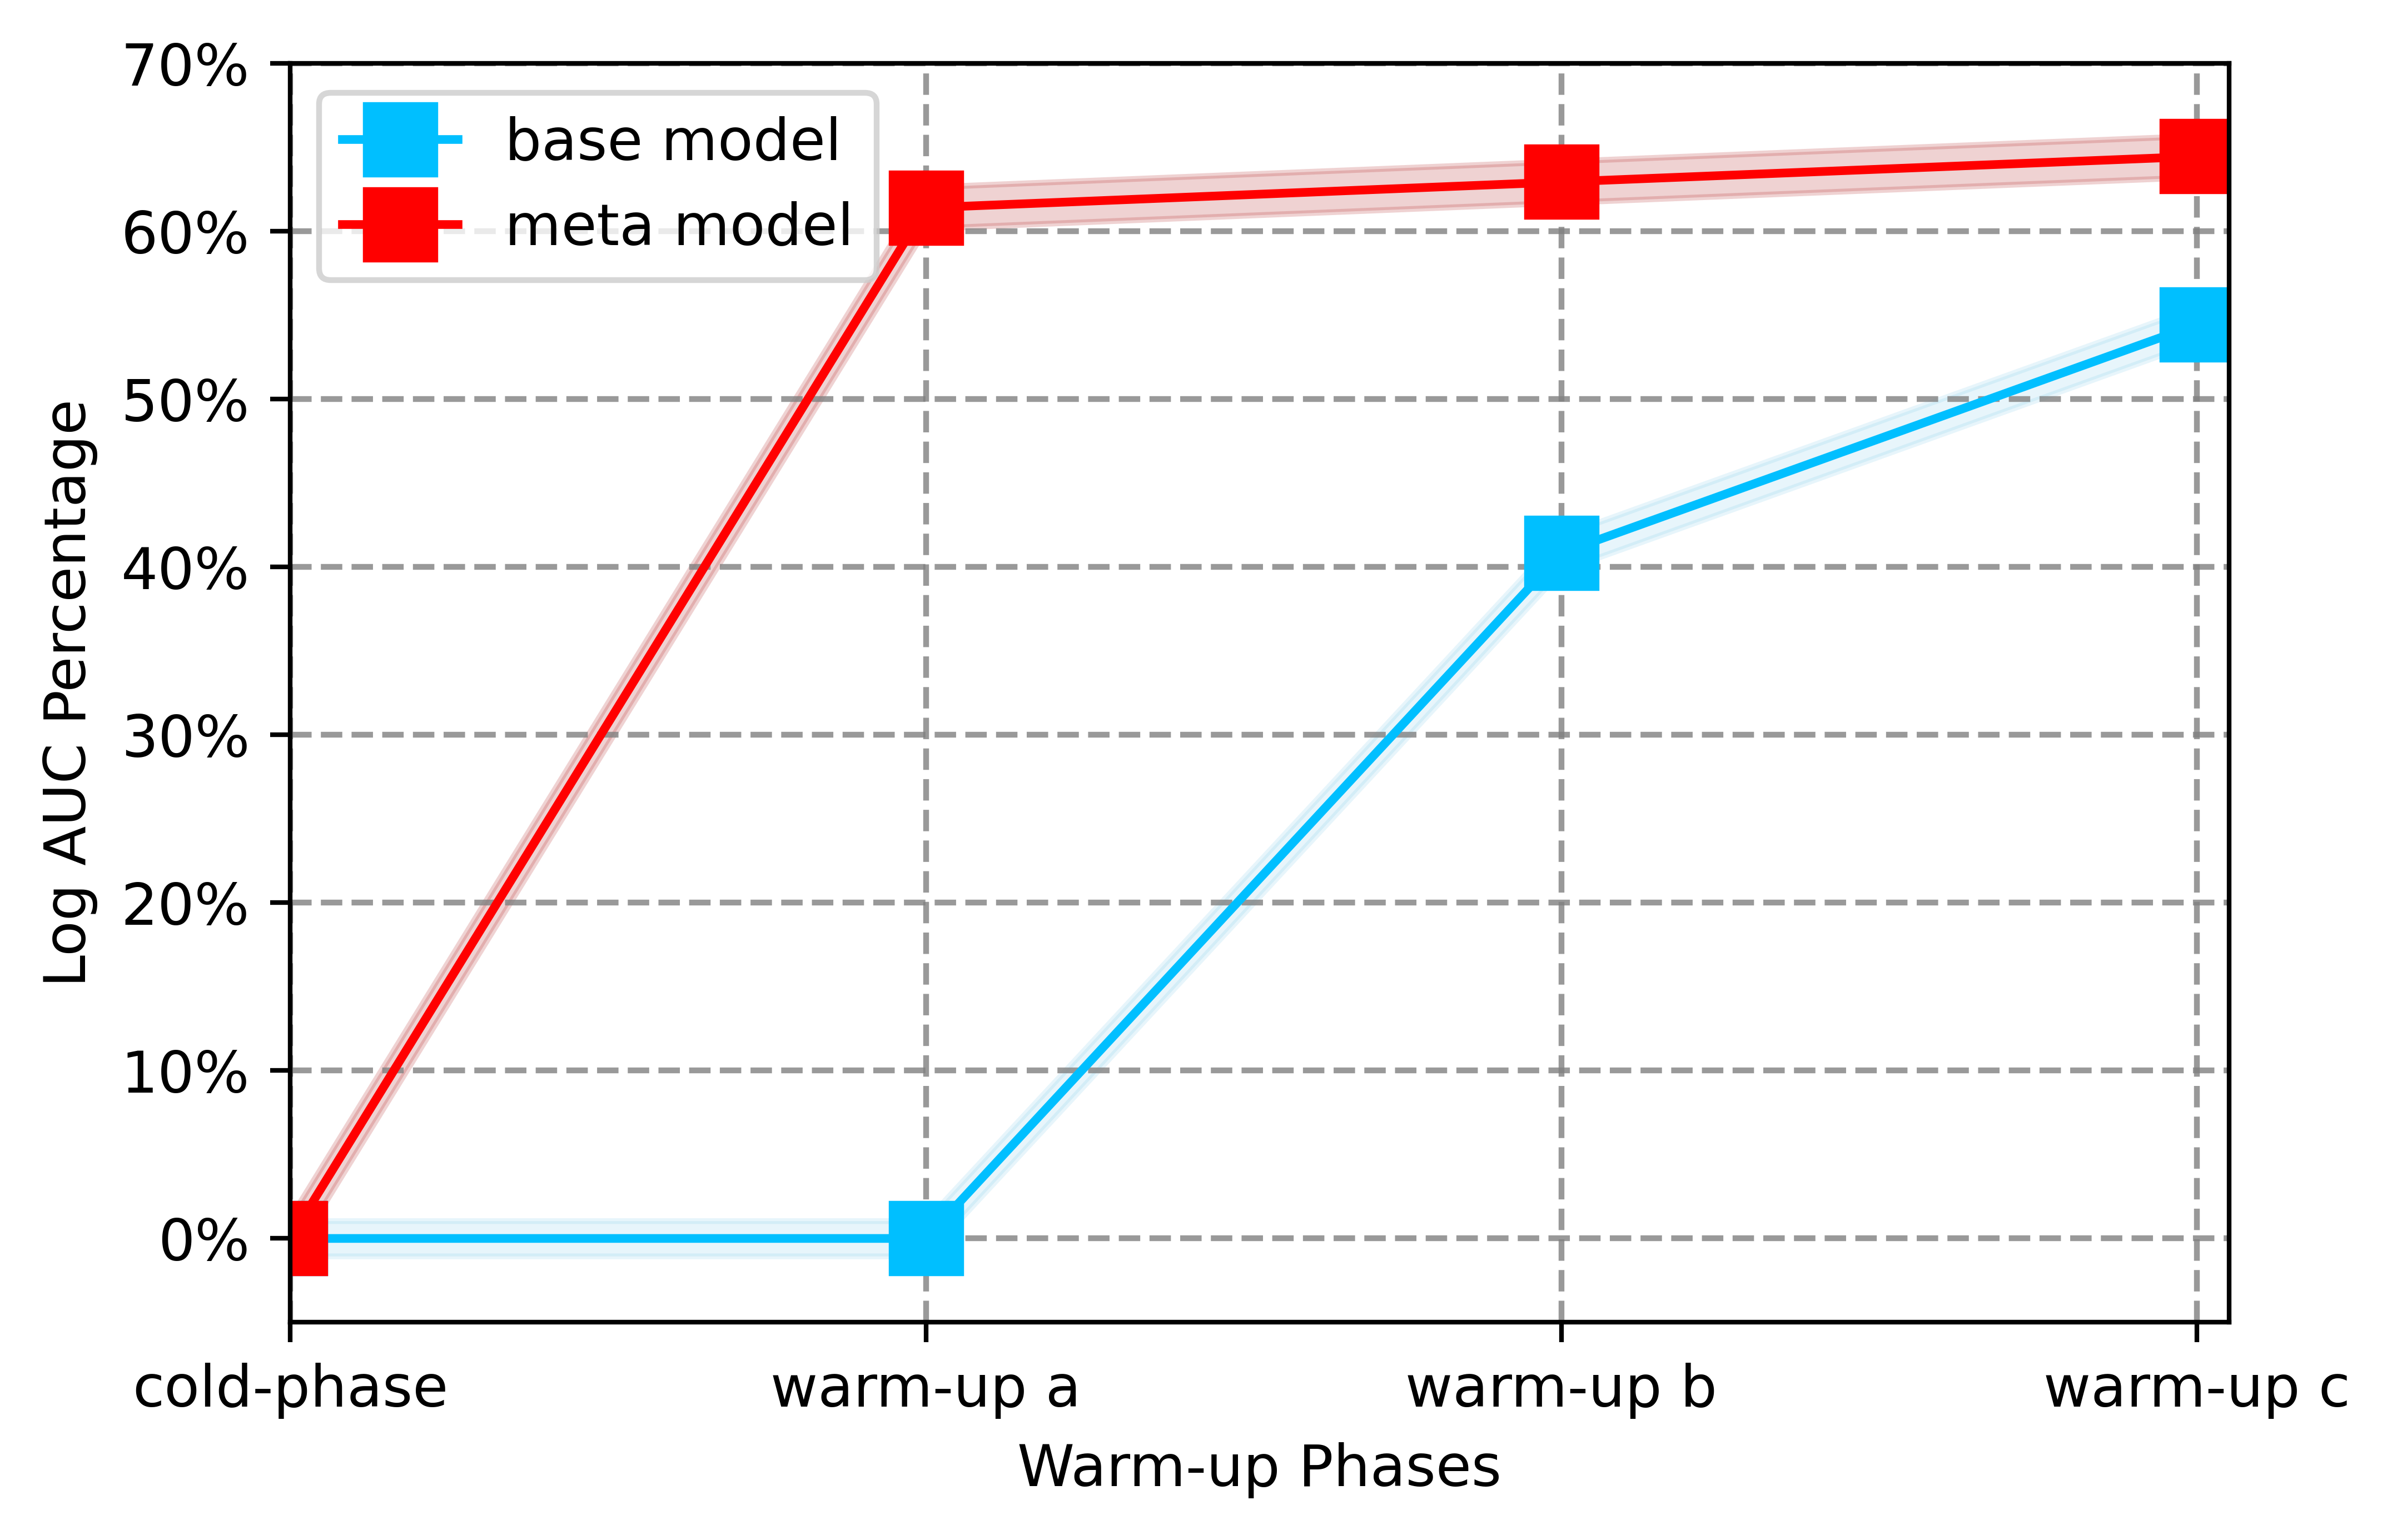 70%
60%
50%
40%
30%
20%
10%
0%
Log AUC Percentage
base model
meta model
cold-phase
warm-up a
warm-up b
warm-up c
Warm-up Phases